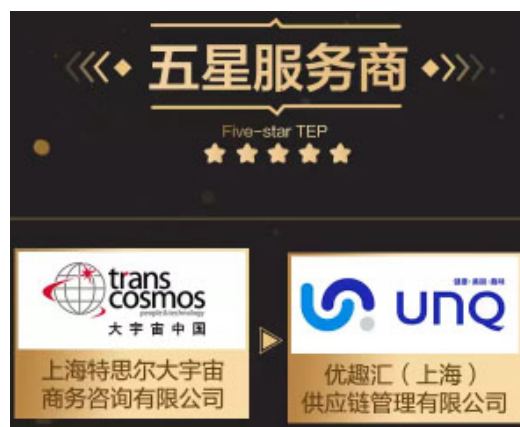 五星服务商
Five-star TEP
trans
cosmos
people & technology
大宇宙中国
上海特思尔大宇宙
商务咨询有限公司
unQ
优趣汇（上海）
供应链管理有限公司